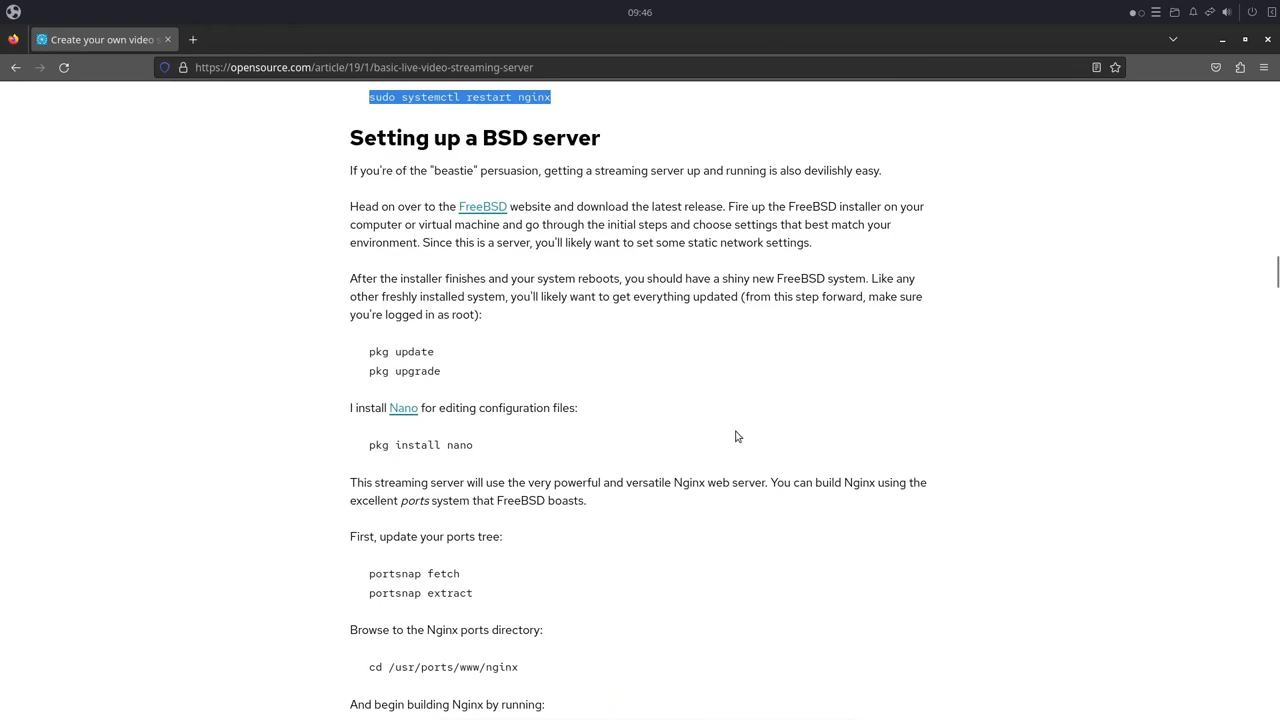 09:46
Create your own video s
https://opensource.com/article/19/1/basic-live-video-streaming-server
sudo systemctl restart nginx
Setting up a BSD server
If you're of the "beastie" persuasion, getting a streaming server up and running is also devilishly easy.
Head on over to the FreeBSD website and download the latest release. Fire up the FreeBSD installer on your
computer or virtual machine and go through the initial steps and choose settings that best match your
environment. Since this is a server, you'll likely want to set some static network settings.
After the installer finishes and your system reboots, you should have a shiny new FreeBSD system. Like any
other freshly installed system, you'll likely want to get everything updated (from this step forward, make sure
you're logged in as root):
pkg update
pkg upgrade
I install Nano for editing configuration files:
pkg install nano
This streaming server will use the very powerful and versatile Nginx web server. You can build Nginx using the
excellent ports system that FreeBSD boasts.
First, update your ports tree:
portsnap fetch
portsnap extract
Browse to the Nginx ports directory:
cd /usr/ports/www/nginx
And begin building Nginx by running: